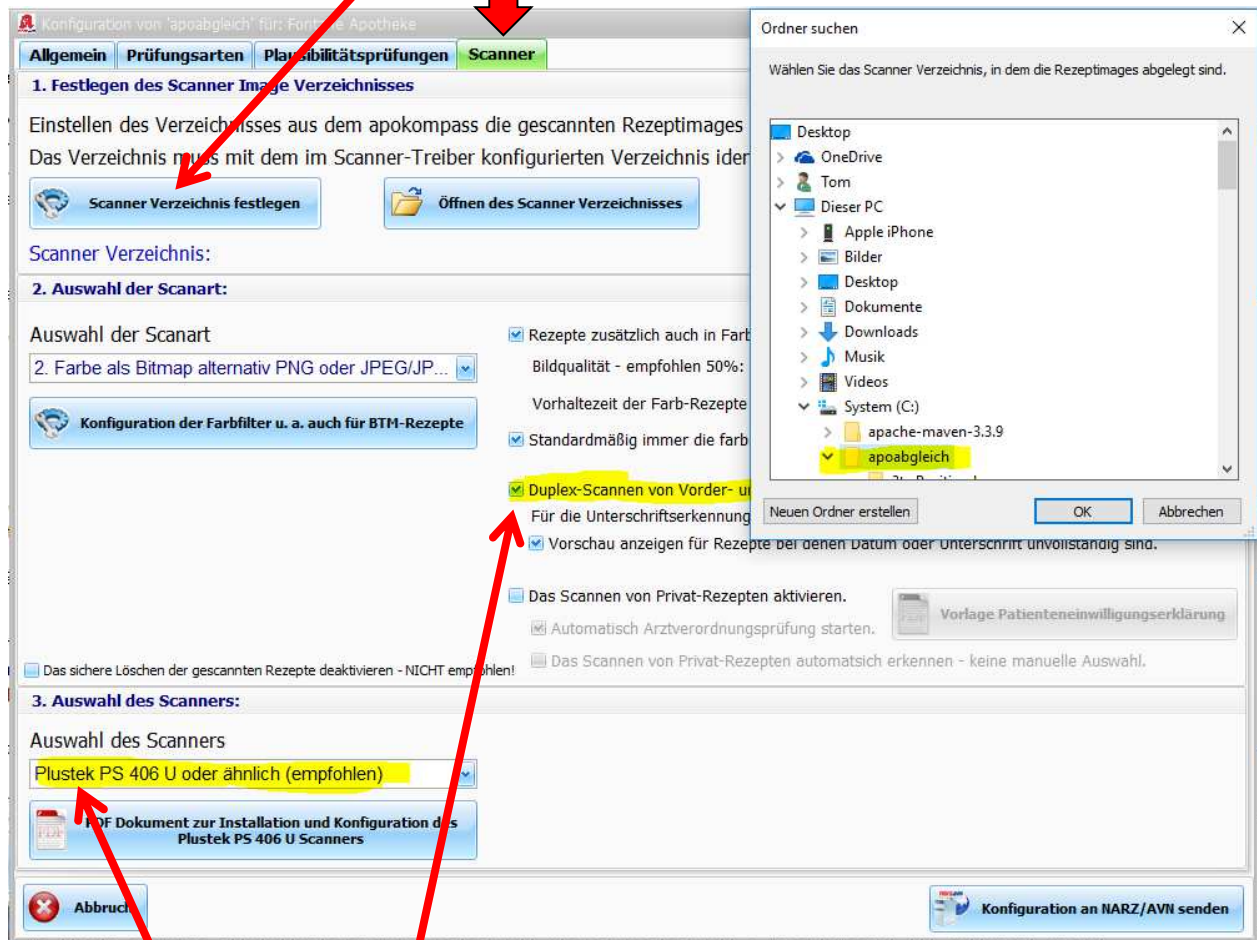 Konfiguration von 'apoabgleich' für: Fontane Apotheke
Allgemein Prüfungsarten Plausibilitätsprüfungen Scanner
1. Festlegen des Scanner Image Verzeichnisses
Einstellen des Verzeichnisses aus dem apokompass die gescannten Rezeptimages
Das Verzeichnis muss mit dem im Scanner-Treiber konfigurierten Verzeichnis iden
Scanner Verzeichnis festlegen
Öffnen des Scanner Verzeichnisses
Scanner Verzeichnis:
2. Auswahl der Scanart:
Auswahl der Scanart
2. Farbe als Bitmap alternativ PNG oder JPEG/JP...
Konfiguration der Farbfilter u. a. auch für BTM-Rezepte
Rezepte zusätzlich auch in Farb
Bildqualität - empfohlen 50%:
Vorhaltezeit der Farb-Rezepte
Standardmäßig immer die farb
Duplex-Scannen von Vorder- u
Für die Unterschriftserkennung
Vorschau anzeigen für Rezepte bei denen Datum oder Unterschrift unvollständig sind.
Das Scannen von Privat-Rezepten aktivieren.
Automatisch Arztverordnungsprüfung starten.
Vorlage Patienteneinwilligungserklärung
Das Scannen von Privat-Rezepten automatsich erkennen - keine manuelle Auswahl.
Das sichere Löschen der gescannten Rezepte deaktivieren - NICHT empfohlen!
3. Auswahl des Scanners:
Auswahl des Scanners
Plustek PS 406 U oder ähnlich (empfohlen)
PDF Dokument zur Installation und Konfiguration des
Plustek PS 406 U Scanners
Abbruch
Konfiguration an NARZ/AVN senden
Ordner suchen
Wählen Sie das Scanner Verzeichnis, in dem die Rezeptimages abgelegt sind.
Desktop
OneDrive
Tom
Dieser PC
Apple iPhone
Bilder
Desktop
Dokumente
Downloads
Musik
Videos
System (C:)
apache-maven-3.3.9
apoabgleich
Neuen Ordner erstellen
OK
Abbrechen